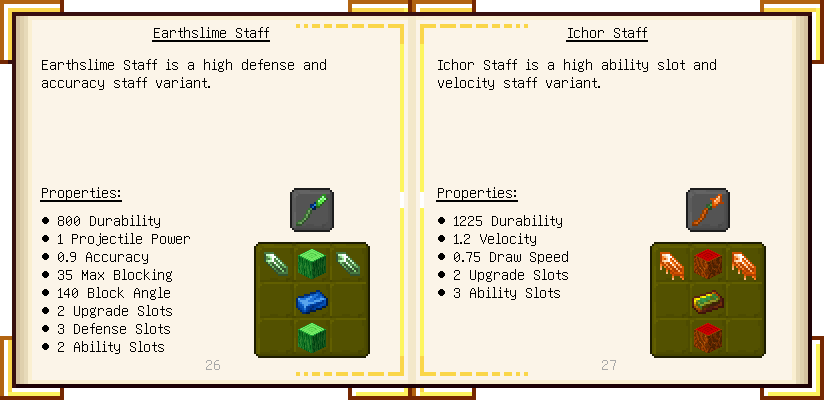 Earthslime Staff
Earthslime Staff is a high defense and
accuracy staff variant.
Properties:
● 800 Durability
● 1 Projectile Power
● 0.9 Accuracy
● 35 Max Blocking
● 140 Block Angle
● 2 Upgrade Slots
● 3 Defense Slots
● 2 Ability Slots
26
Ichor Staff
Ichor Staff is a high ability slot and
velocity staff variant.
Properties:
● 1225 Durability
● 1.2 Velocity
● 0.75 Draw Speed
● 2 Upgrade Slots
● 3 Ability Slots
27